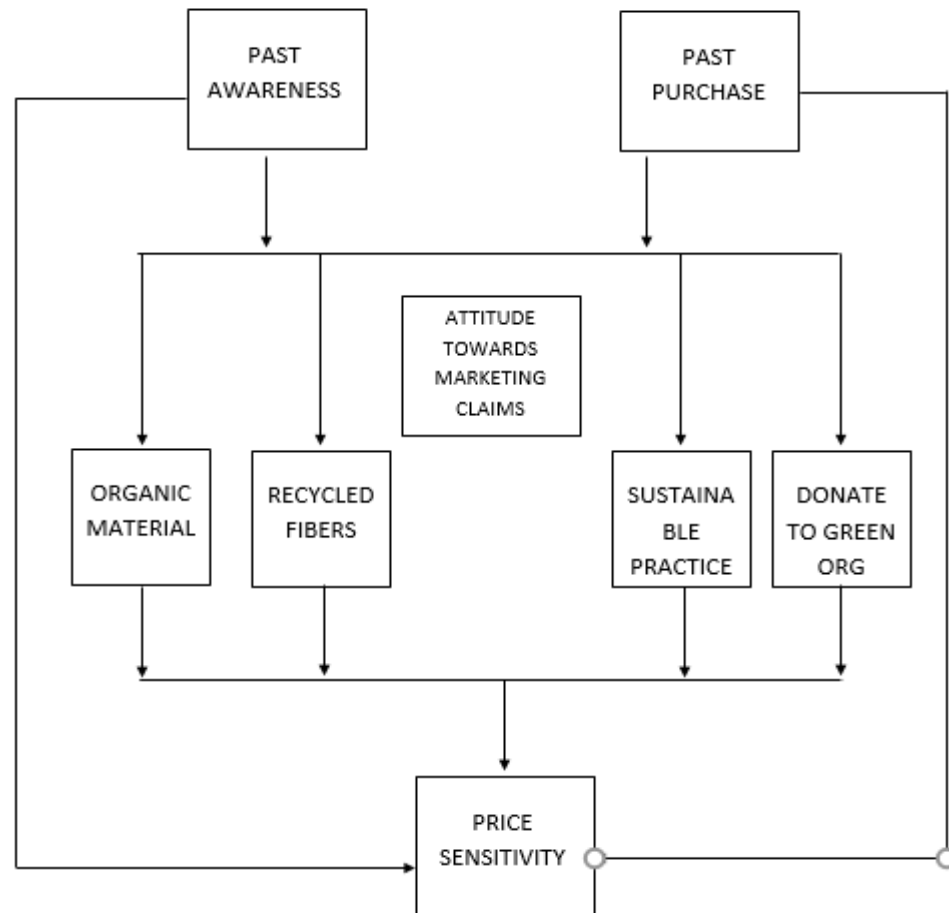 PAST
AWARENESS
PAST
PURCHASE
ATTITUDE
TOWARDS
MARKETING
CLAIMS
ORGANIC
MATERIAL
RECYCLED
FIBERS
SUSTAINA
BLE
PRACTICE
DONATE
TO GREEN
ORG
PRICE
SENSITIVITY